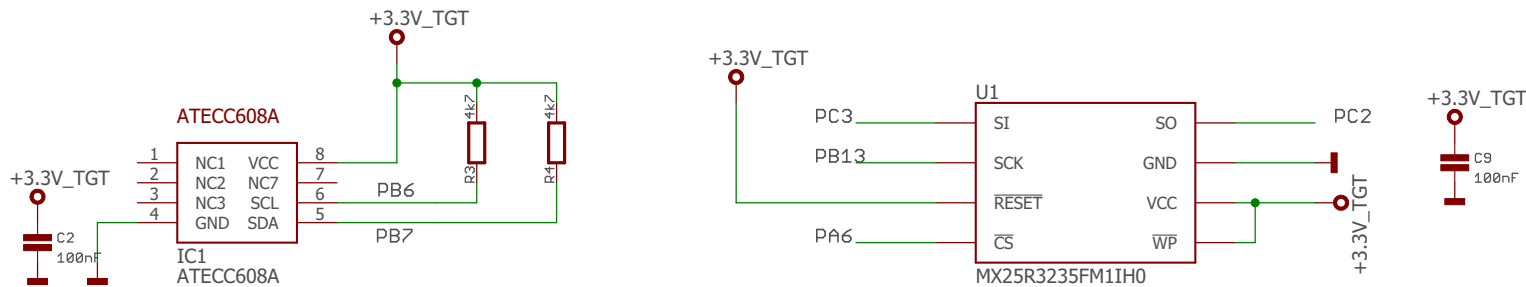 +3.3V_TGT
ATECC608A
1 NC1 VCC 8
2 NC2 NC7 7
3 NC3 SCL 6
4 GND SDA 5
PB6
PB7
IC1
ATECC608A
+3.3V_TGT
C2
100nF
4k7
R3
4k7
R4
+3.3V_TGT
U1
PC3 SI SO PC2
PB13 SCK GND
RESET VCC
PA6 CS WP
+3.3V_TGT
MX25R3235FM1IH0
+3.3V_TGT
C9
100nF